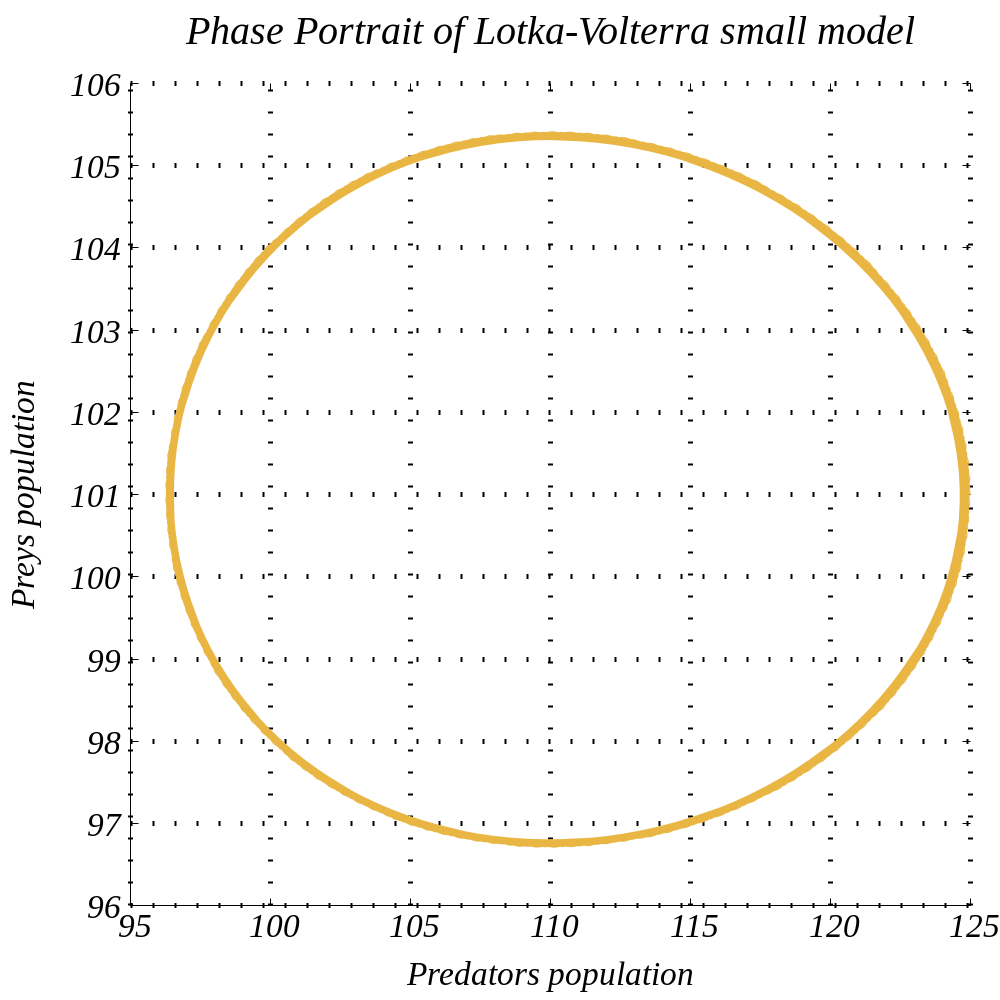 Phase Portrait of Lotka-Volterra small model
106
105
104
103
102
101
100
99
98
97
96
Preys population
95 100 105 110 115 120 125
Predators population